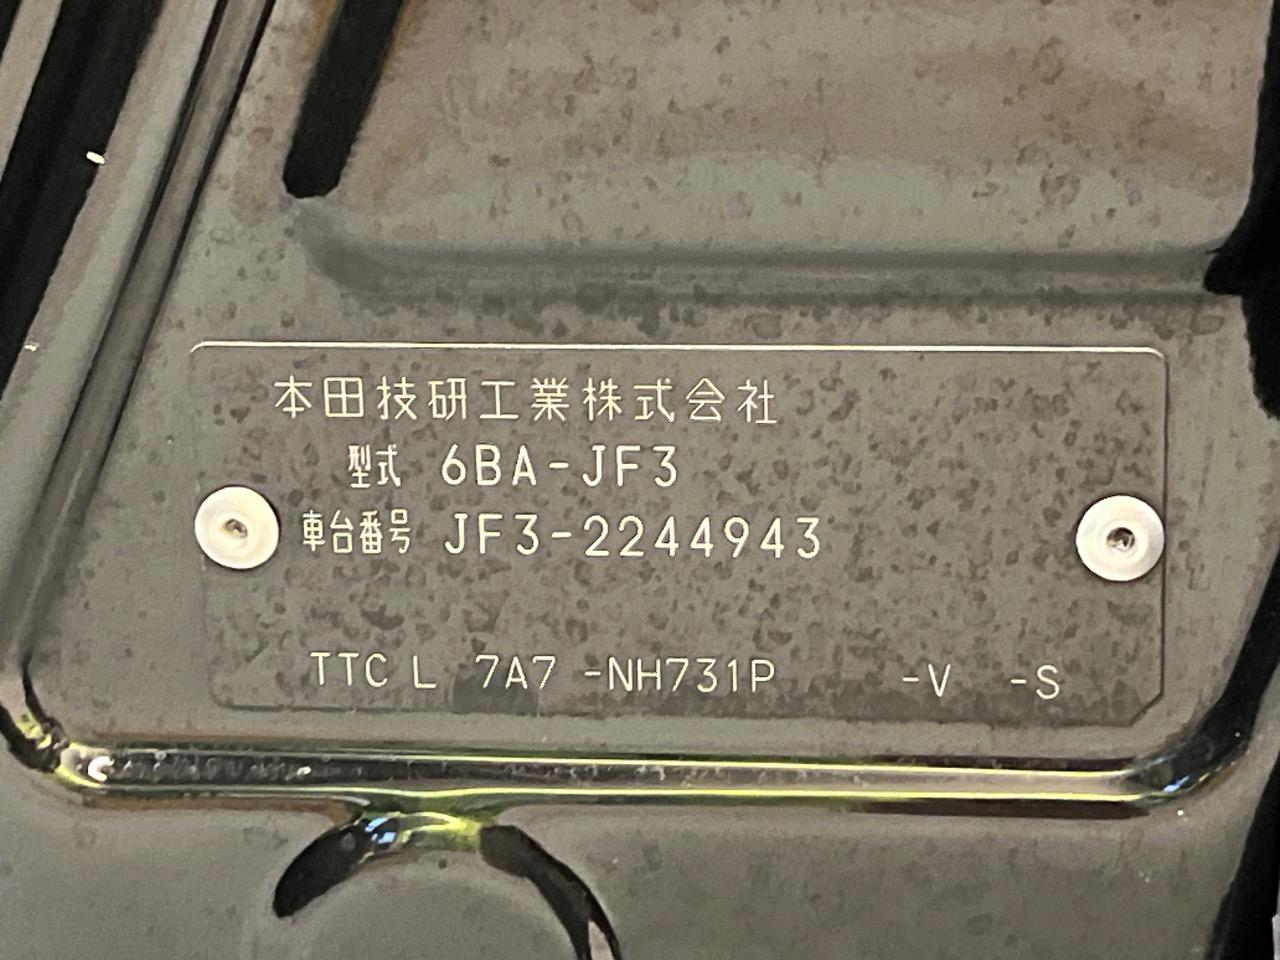 本田技研工業株式会社
型式 6BA-JF3
車台番号 JF3-2244943
TTC L 7A7 -NH731P -V -S